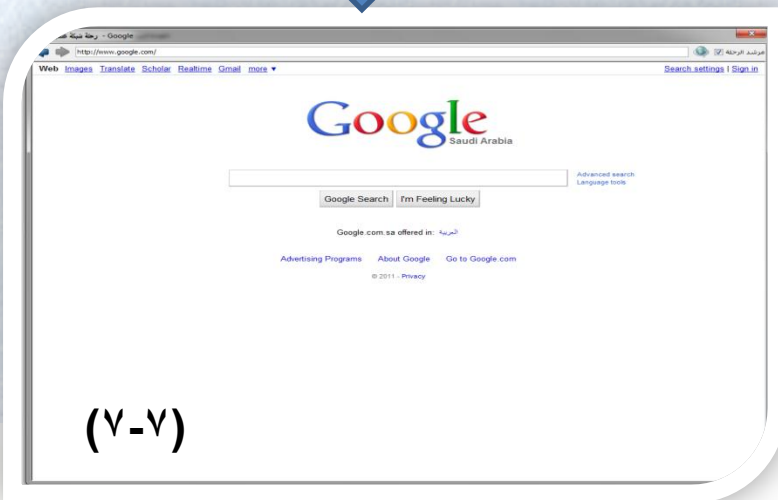 Google - رحلة
http://www.google.com/
مرشد الرحلة
Web Images Translate Scholar Realtime Gmail more ▼
Search settings | Sign in
Google
Saudi Arabia
Advanced search
Language tools
Google Search I'm Feeling Lucky
Google.com.sa offered in: العربية
Advertising Programs About Google Go to Google.com
© 2011 - Privacy
(٧-٧)